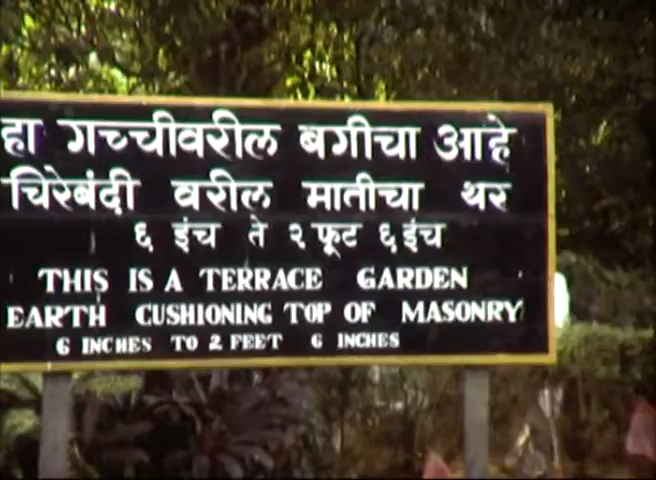 हा गच्चीवरील बगीचा आहे
चिरेबंदी वरील मातीचा थर
६ इंच ते २ फूट ६ इंच
THIS IS A TERRACE GARDEN
EARTH CUSHIONING TOP OF MASONRY
6 INCHES TO 2 FEET 6 INCHES